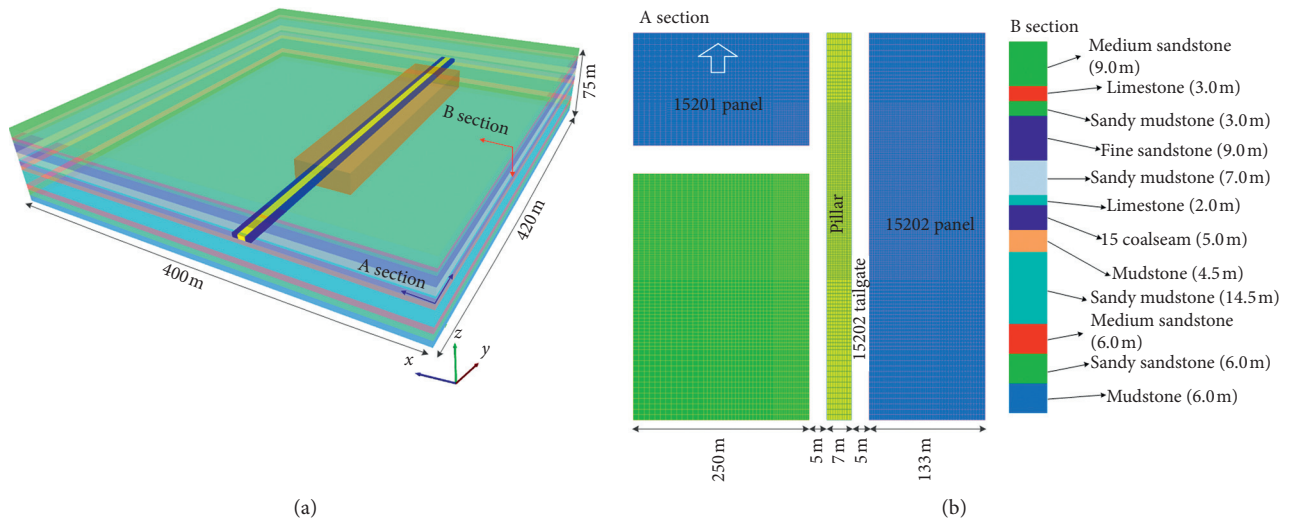 75 m
B section
420 m
A section
400 m
z
x
y
(a)
A section
15201 panel
Pillar
15202 tailgate
15202 panel
250 m
5 m
7 m
5 m
133 m
B section
Medium sandstone
(9.0 m)
Limestone (3.0 m)
Sandy mudstone (3.0 m)
Fine sandstone (9.0 m)
Sandy mudstone (7.0 m)
Limestone (2.0 m)
15 coalseam (5.0 m)
Mudstone (4.5 m)
Sandy mudstone (14.5 m)
Medium sandstone
(6.0 m)
Sandy sandstone (6.0 m)
Mudstone (6.0 m)
(b)